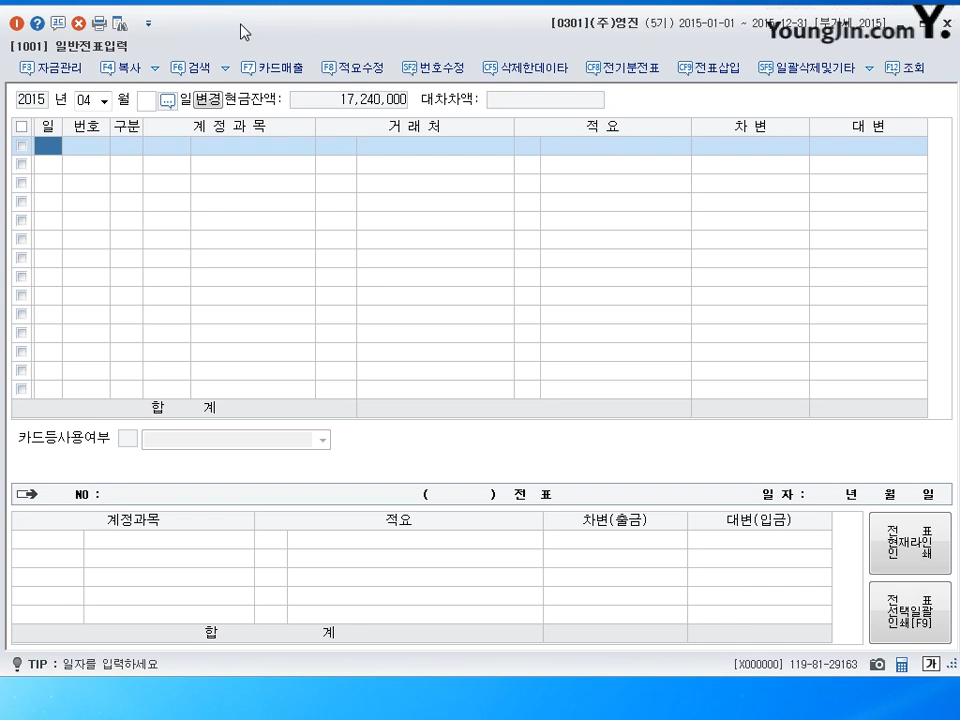 [0301](주)영진 (5기) 2015-01-01 ~ 2015-12-31 [부가세 2015]
YoungJin.com Y.
[1001] 일반전표입력
F3 자금관리 F4 복사 F6 검색 F7 카드매출 F8 적요수정 SF2 번호수정 CF5 삭제한데이타 CF8 전기분전표 CF9 전표삽입 SF5 일괄삭제및기타 F12 조회
2015 년 04 월 일 변경 현금잔액: 17,240,000 대차차액:
일 번호 구분 계 정 과 목 거 래 처 적 요 차 변 대 변
합 계
카드등사용여부
NO : ( ) 전 표 일 자 : 년 월 일
계정과목 적요 차변(출금) 대변(입금)
전 표
현재라인
인 쇄
전 표
선택일괄
인쇄[F9]
합 계
TIP : 일자를 입력하세요 [X000000] 119-81-29163 가